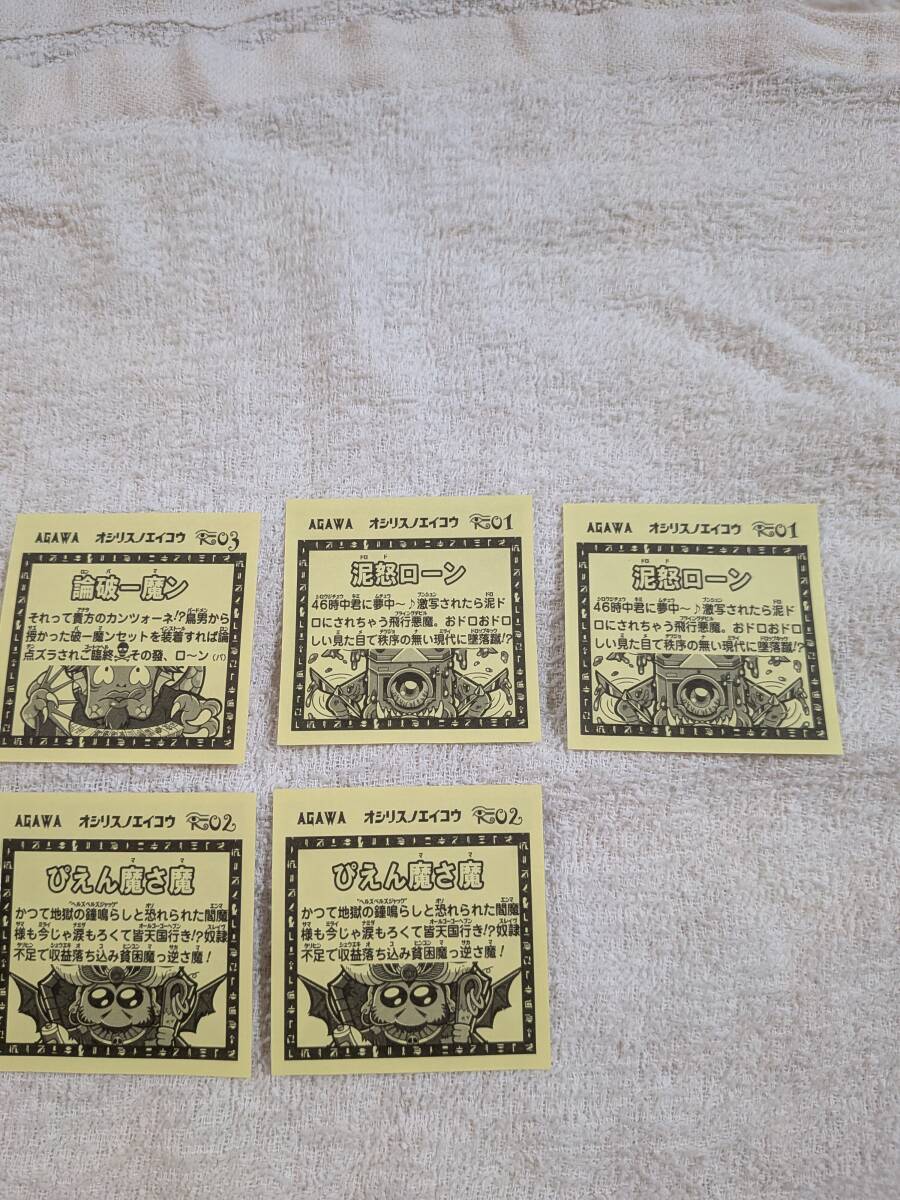 AGAWA オシリスノエイコウ 03
論破一魔ン
それって貴方のカンツォーネ!?鳥男から
授かった破一魔ンセットを装着すれば論
点ズラされご臨終 その發、ロ〜ン(バ)
AGAWA オシリスノエイコウ 01
泥怒ローン
46時中君に夢中〜♪激写されたら泥ド
ロにされちゃう飛行悪魔。おドロおドロ
しい見た目で秩序の無い現代に墜落蹴!?
AGAWA オシリスノエイコウ 01
泥怒ローン
46時中君に夢中〜♪激写されたら泥ド
ロにされちゃう飛行悪魔。おドロおドロ
しい見た目で秩序の無い現代に墜落蹴!?
AGAWA オシリスノエイコウ 02
ぴえん魔さ魔
かつて地獄の鐘鳴らしと恐れられた閻魔
様も今じゃ涙もろくて皆天国行き!?奴隷
不足で収益落ち込み貧困魔っ逆さ魔!
AGAWA オシリスノエイコウ 02
ぴえん魔さ魔
かつて地獄の鐘鳴らしと恐れられた閻魔
様も今じゃ涙もろくて皆天国行き!?奴隷
不足で収益落ち込み貧困魔っ逆さ魔!